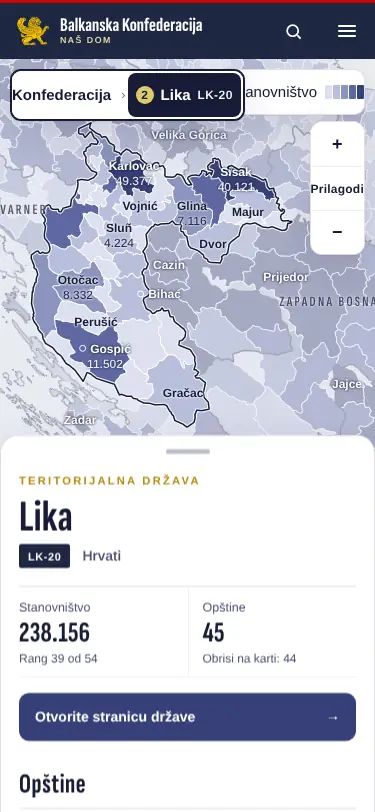 Balkanska Konfederacija
NAŠ DOM
Konfederacija › 2 Lika LK-20
anovništvo
Velika Gorica
+
Prilagodi
−
Karlovac
49.377
Sisak
40.121
VARNER
Vojnić
Glina
7.116
Majur
Slunj
4.224
Dvor
Cazin
Otočac
8.332
Bihać
Prijedor
ZAPADNA BOSNA
Perušić
Gospić
11.502
Gračac
Jajce
Zadar
TERITORIJALNA DRŽAVA
Lika
LK-20 Hrvati
Stanovništvo
238.156
Rang 39 od 54
Opštine
45
Obrisi na karti: 44
Otvorite stranicu države →
Opštine